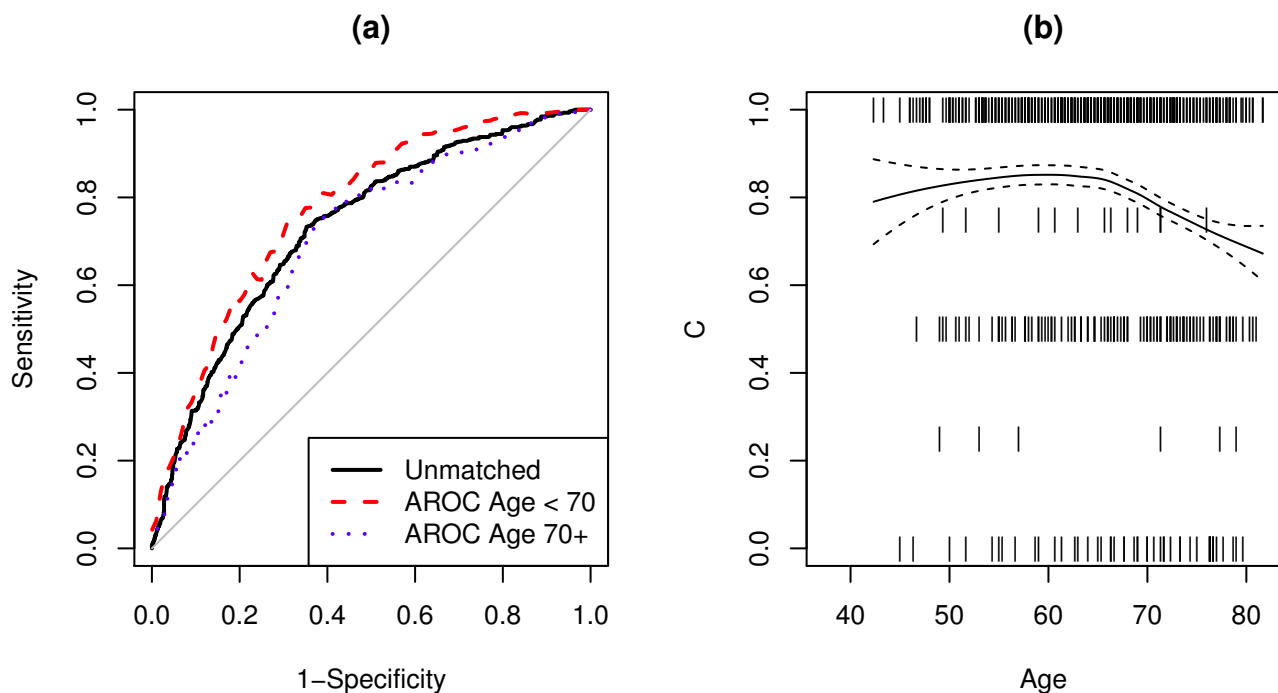 (a)
Sensitivity
1.0
0.8
0.6
0.4
0.2
0.0
Unmatched
AROC Age < 70
AROC Age 70+
0.0 0.2 0.4 0.6 0.8 1.0
1−Specificity
(b)
C
1.0
0.8
0.6
0.4
0.2
0.0
40 50 60 70 80
Age